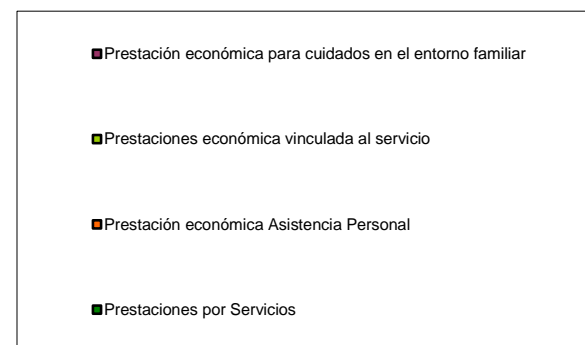 Prestación económica para cuidados en el entorno familiar
Prestaciones económica vinculada al servicio
Prestación económica Asistencia Personal
Prestaciones por Servicios